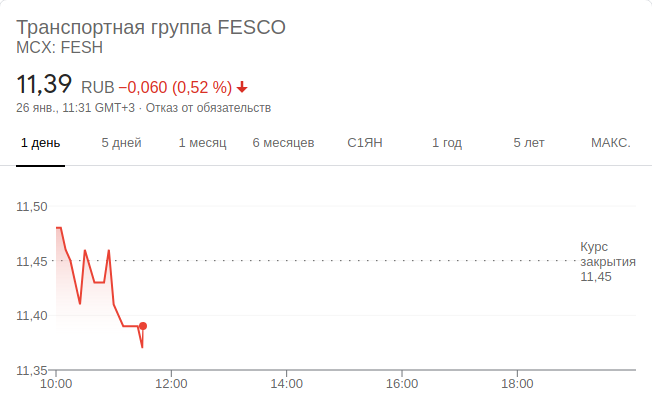 Транспортная группа FESCO
MCX: FESH
11,39 RUB −0,060 (0,52 %)
26 янв., 11:31 GMT+3 · Отказ от обязательств
1 день 5 дней 1 месяц 6 месяцев С1ЯН 1 год 5 лет МАКС.
11,50
Курс
закрытия
11,45
11,45
11,40
11,35
10:00 12:00 14:00 16:00 18:00